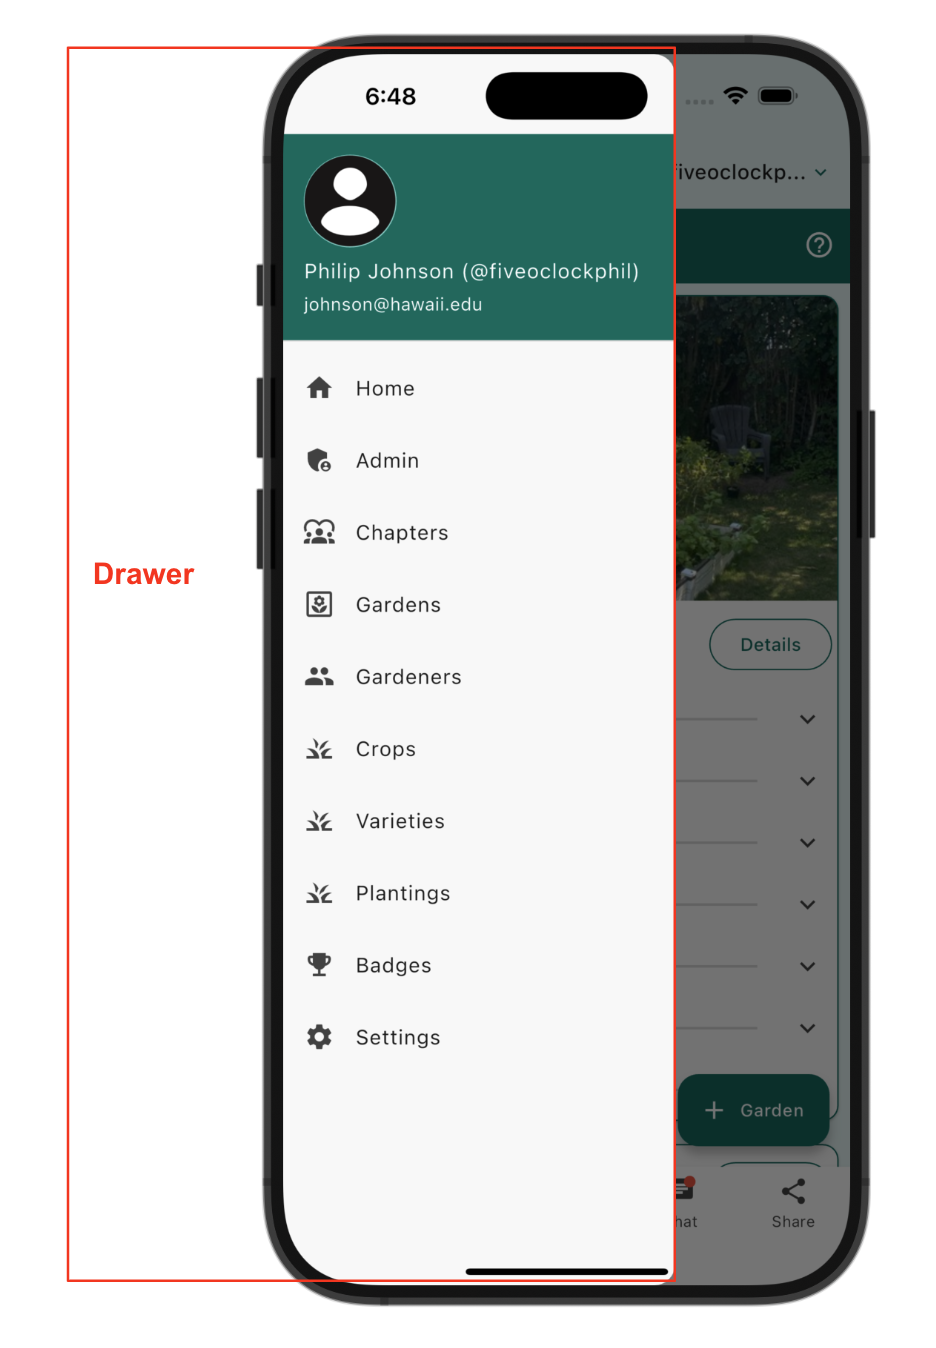 6:48
fiveoclockp...
Philip Johnson (@fiveoclockphil)
johnson@hawaii.edu
Home
Admin
Chapters
Drawer
Gardens
Details
Gardeners
Crops
Varieties
Plantings
Badges
Settings
+ Garden
hat
Share